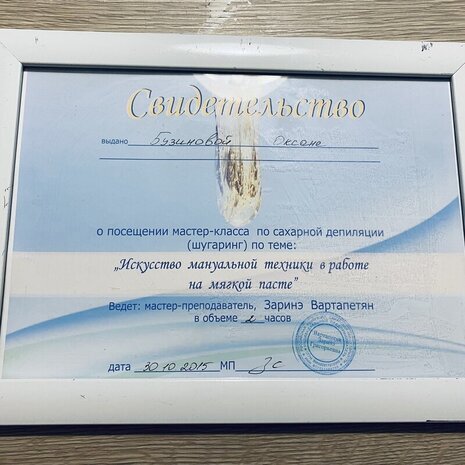 Свидетельство
выдано Бузиновой Оксане
о посещении мастер-класса по сахарной депиляции
(шугаринг) по теме:
„Искусство мануальной техники в работе
на мягкой пасте"
Ведет: мастер-преподаватель, Заринэ Вартапетян
в объеме 2 часов
дата 30.10.2015 МП